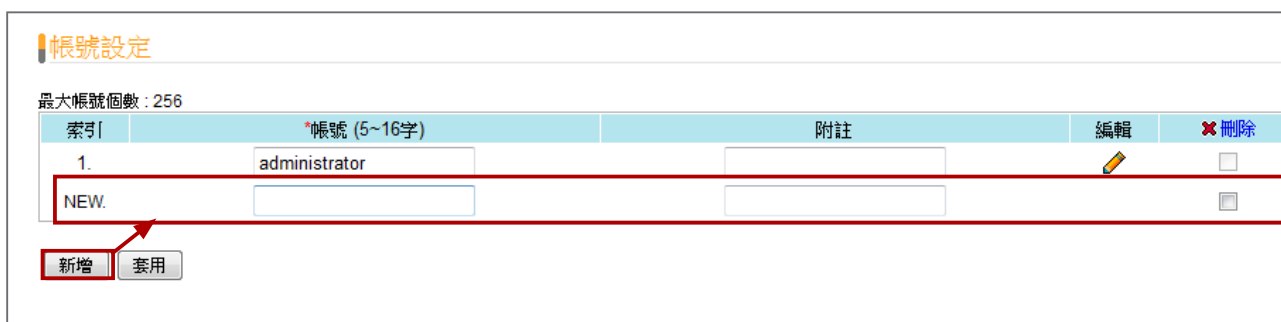 帳號設定
最大帳號個數 : 256
索引 *帳號 (5~16字) 附註 編輯 刪除
1. administrator
NEW.
新增 套用